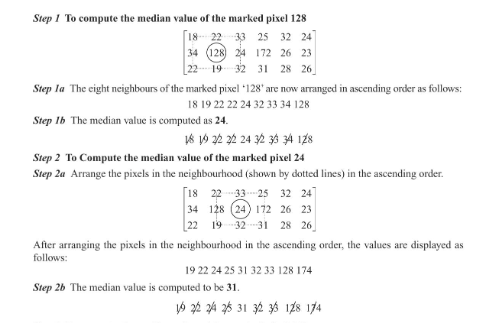 Step 1 To compute the median value of the marked pixel 128
18 22 33 25 32 24
34 128 24 172 26 23
22 19 32 31 28 26
Step 1a The eight neighbours of the marked pixel ‘128’ are now arranged in ascending order as follows:
18 19 22 22 24 32 33 34 128
Step 1b The median value is computed as 24.
18 19 22 22 24 32 33 34 128
Step 2 To Compute the median value of the marked pixel 24
Step 2a Arrange the pixels in the neighbourhood (shown by dotted lines) in the ascending order.
18 22 33 25 32 24
34 128 24 172 26 23
22 19 32 31 28 26
After arranging the pixels in the neighbourhood in the ascending order, the values are displayed as
follows:
19 22 24 25 31 32 33 128 174
Step 2b The median value is computed to be 31.
19 22 24 25 31 32 33 128 174